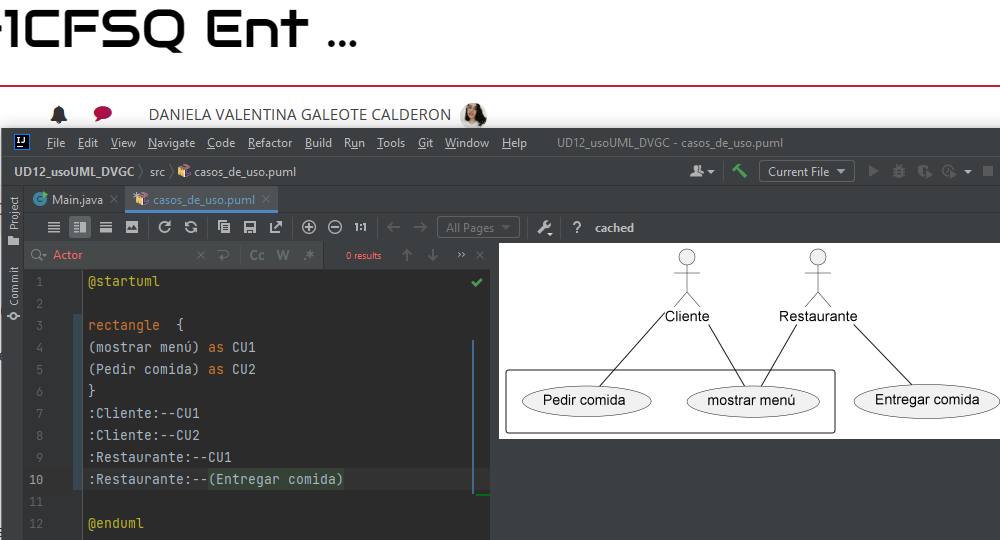 1CFSQ Ent ...
DANIELA VALENTINA GALEOTE CALDERON
IJ File Edit View Navigate Code Refactor Build Run Tools Git Window Help UD12_usoUML_DVGC - casos_de_uso.puml
UD12_usoUML_DVGC src casos_de_uso.puml Current File
Main.java casos_de_uso.puml
Project
Commit
1:1 All Pages ? cached
Actor Cc W .* 0 results
1 @startuml
2
3 rectangle {
4 (mostrar menú) as CU1
5 (Pedir comida) as CU2
6 }
7 :Cliente:--CU1
8 :Cliente:--CU2
9 :Restaurante:--CU1
10 :Restaurante:--(Entregar comida)
11
12 @enduml
Cliente Restaurante
Pedir comida mostrar menú Entregar comida